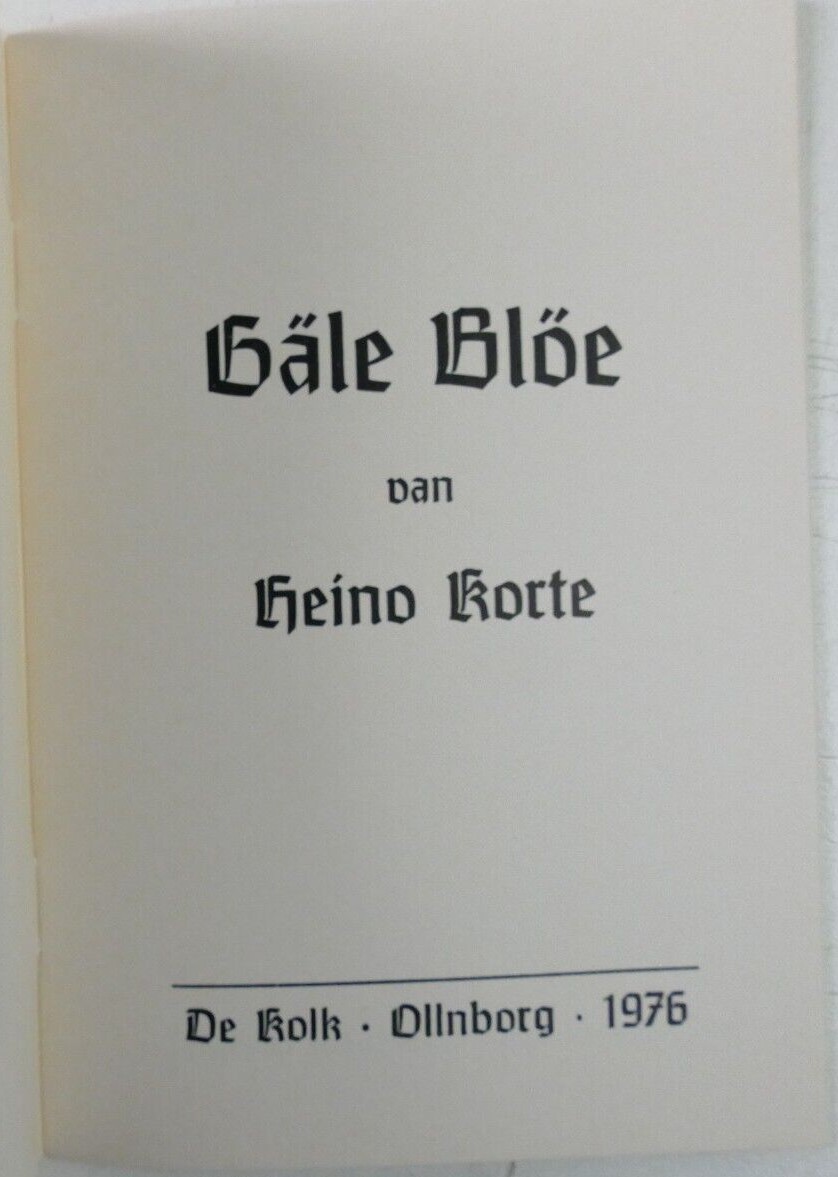 Gäle Blöe
van
Heino Korte
De Kolk · Ollnborg · 1976